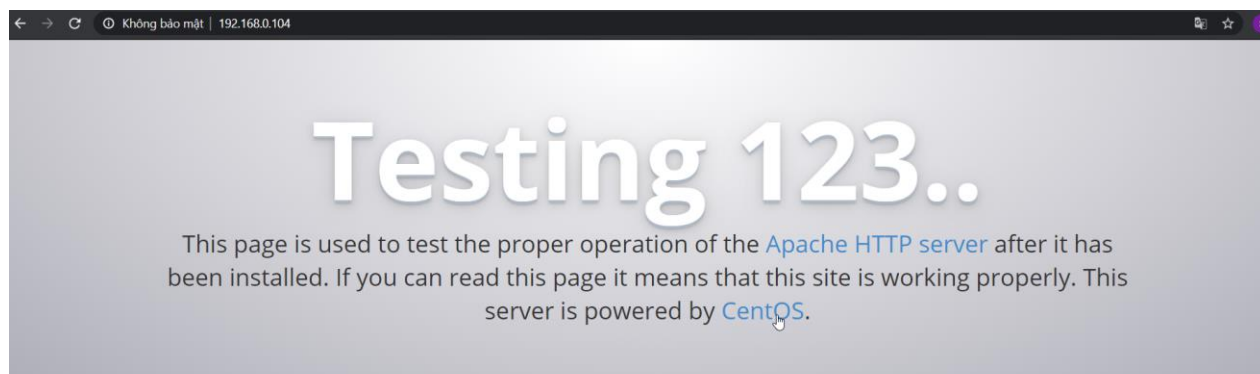 Không bảo mật | 192.168.0.104
Testing 123..
This page is used to test the proper operation of the Apache HTTP server after it has
been installed. If you can read this page it means that this site is working properly. This
server is powered by CentOS.